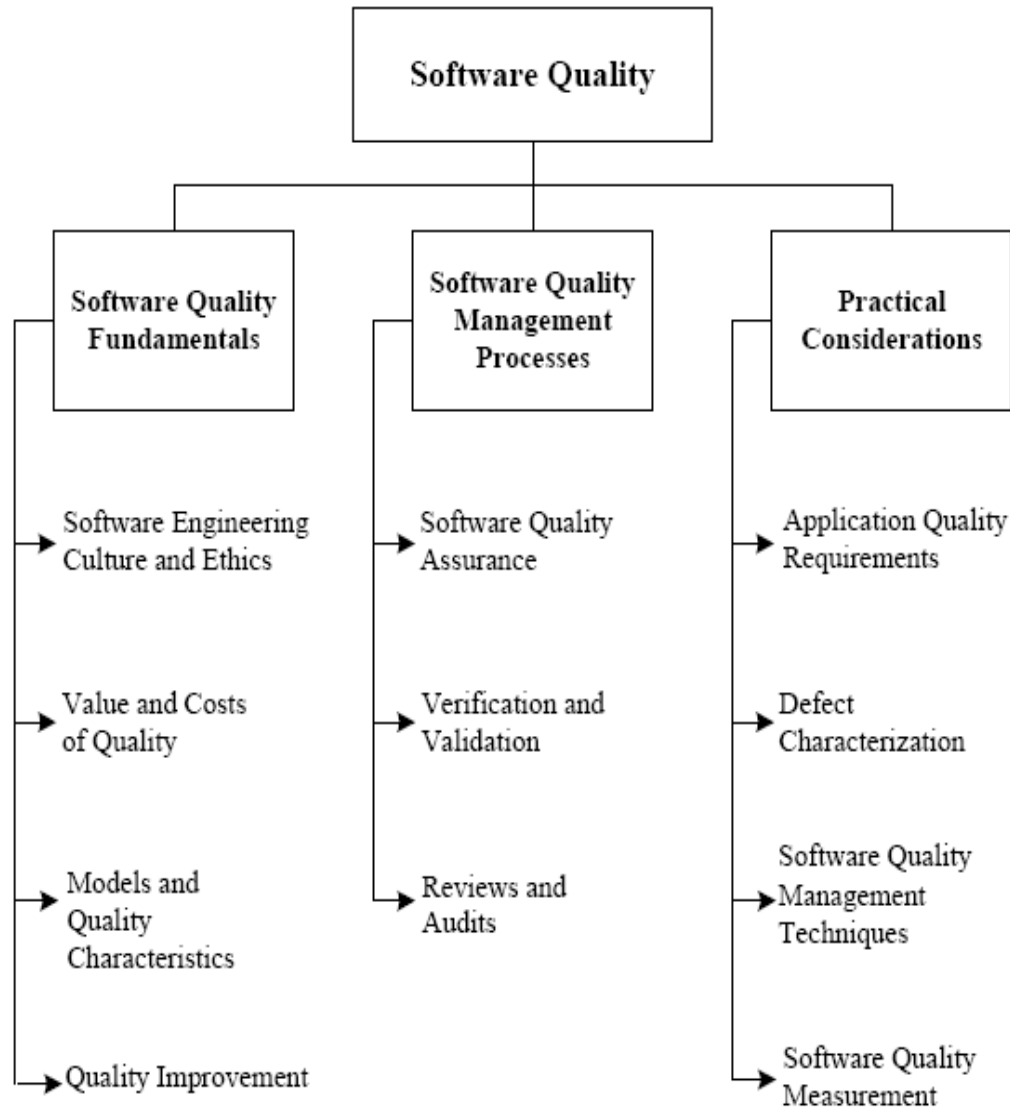 Software Quality
Software Quality
Fundamentals
Software Engineering
Culture and Ethics
Value and Costs
of Quality
Models and
Quality
Characteristics
Quality Improvement
Software Quality
Management
Processes
Software Quality
Assurance
Verification and
Validation
Reviews and
Audits
Practical
Considerations
Application Quality
Requirements
Defect
Characterization
Software Quality
Management
Techniques
Software Quality
Measurement